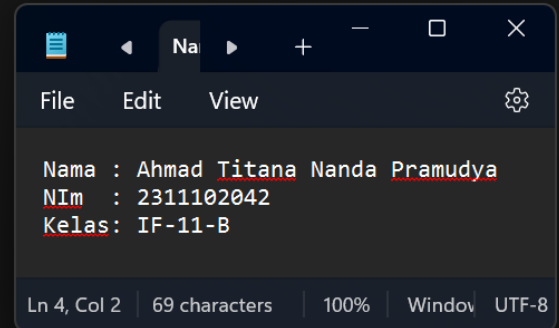 Na
File Edit View
Nama : Ahmad Titana Nanda Pramudya
NIm  : 2311102042
Kelas: IF-11-B
Ln 4, Col 2 69 characters 100% Window UTF-8